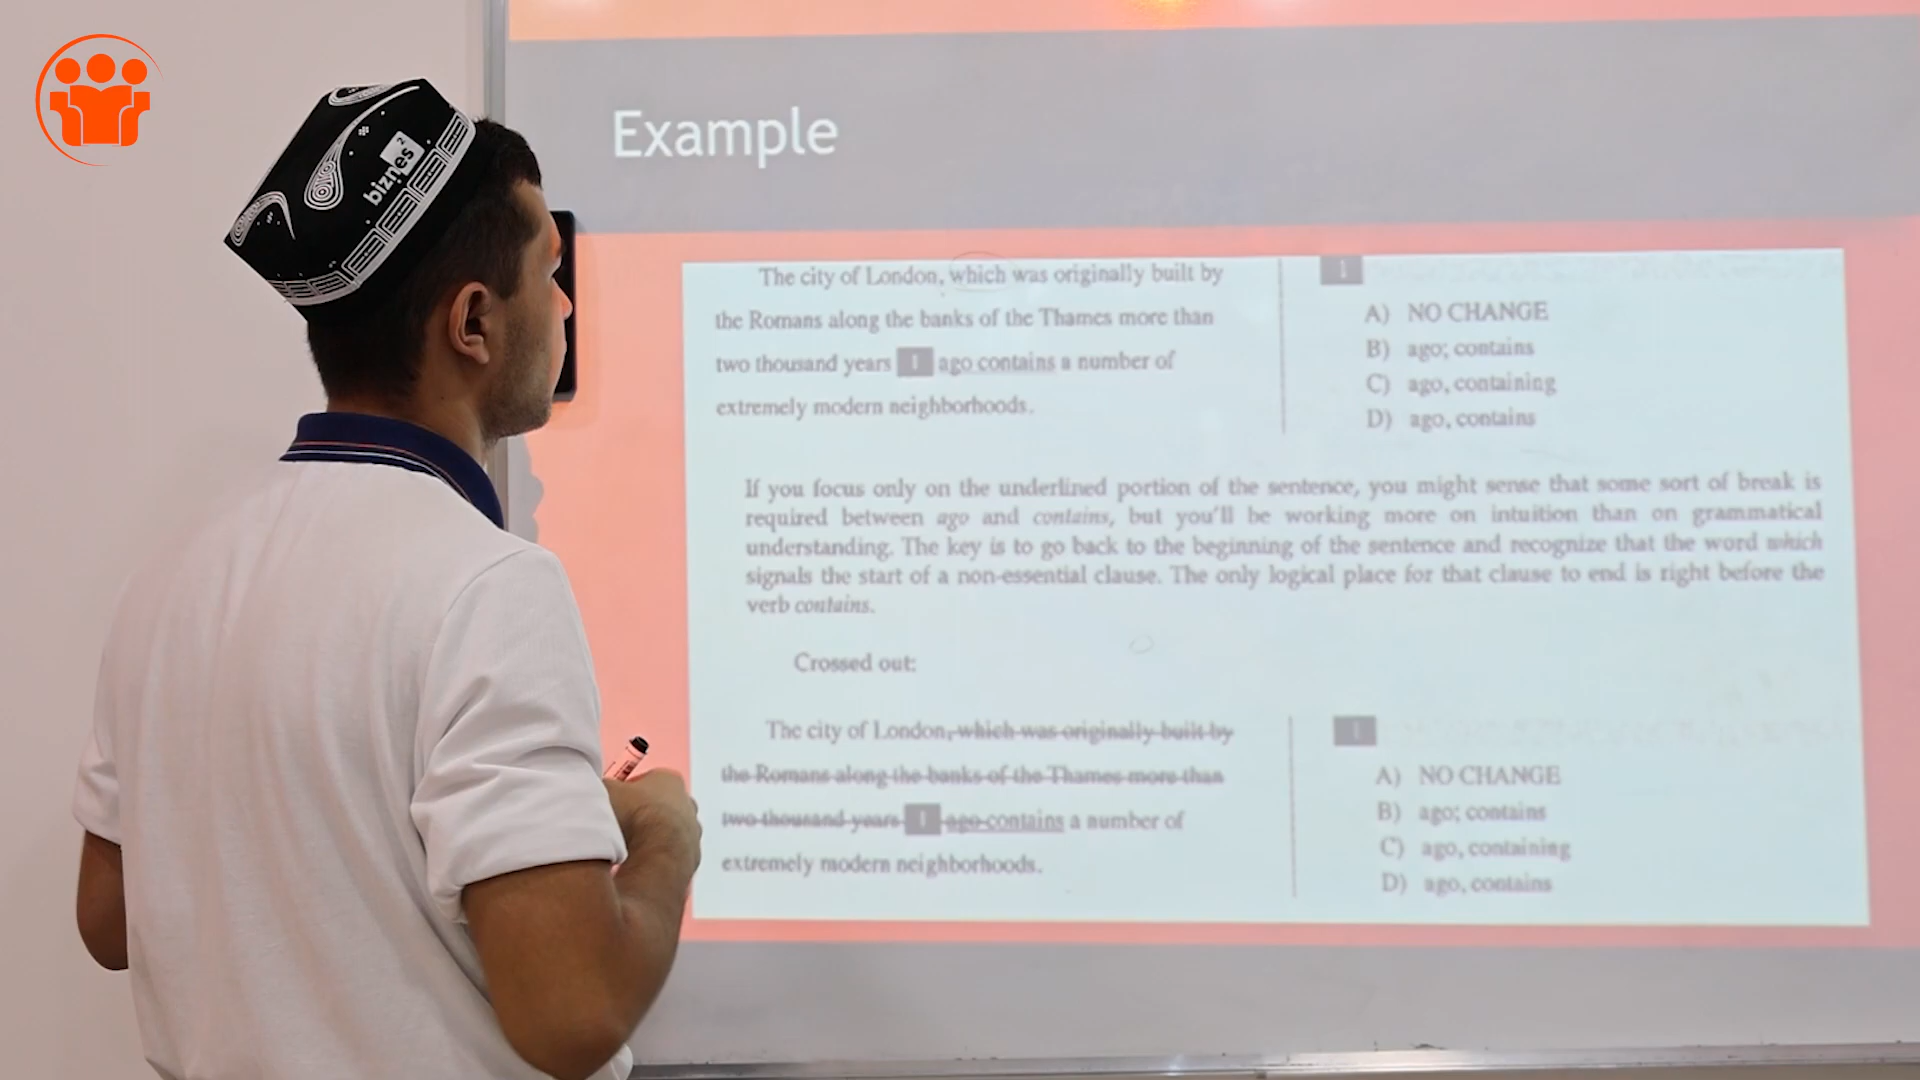 biznes²
Example
The city of London, which was originally built by
the Romans along the banks of the Thames more than
two thousand years 1 ago contains a number of
extremely modern neighborhoods.
1
A) NO CHANGE
B) ago; contains
C) ago, containing
D) ago, contains
If you focus only on the underlined portion of the sentence, you might sense that some sort of break is
required between ago and contains, but you'll be working more on intuition than on grammatical
understanding. The key is to go back to the beginning of the sentence and recognize that the word which
signals the start of a non-essential clause. The only logical place for that clause to end is right before the
verb contains.
Crossed out:
The city of London, which was originally built by
the Romans along the banks of the Thames more than
two thousand years 1 ago contains a number of
extremely modern neighborhoods.
1
A) NO CHANGE
B) ago; contains
C) ago, containing
D) ago, contains